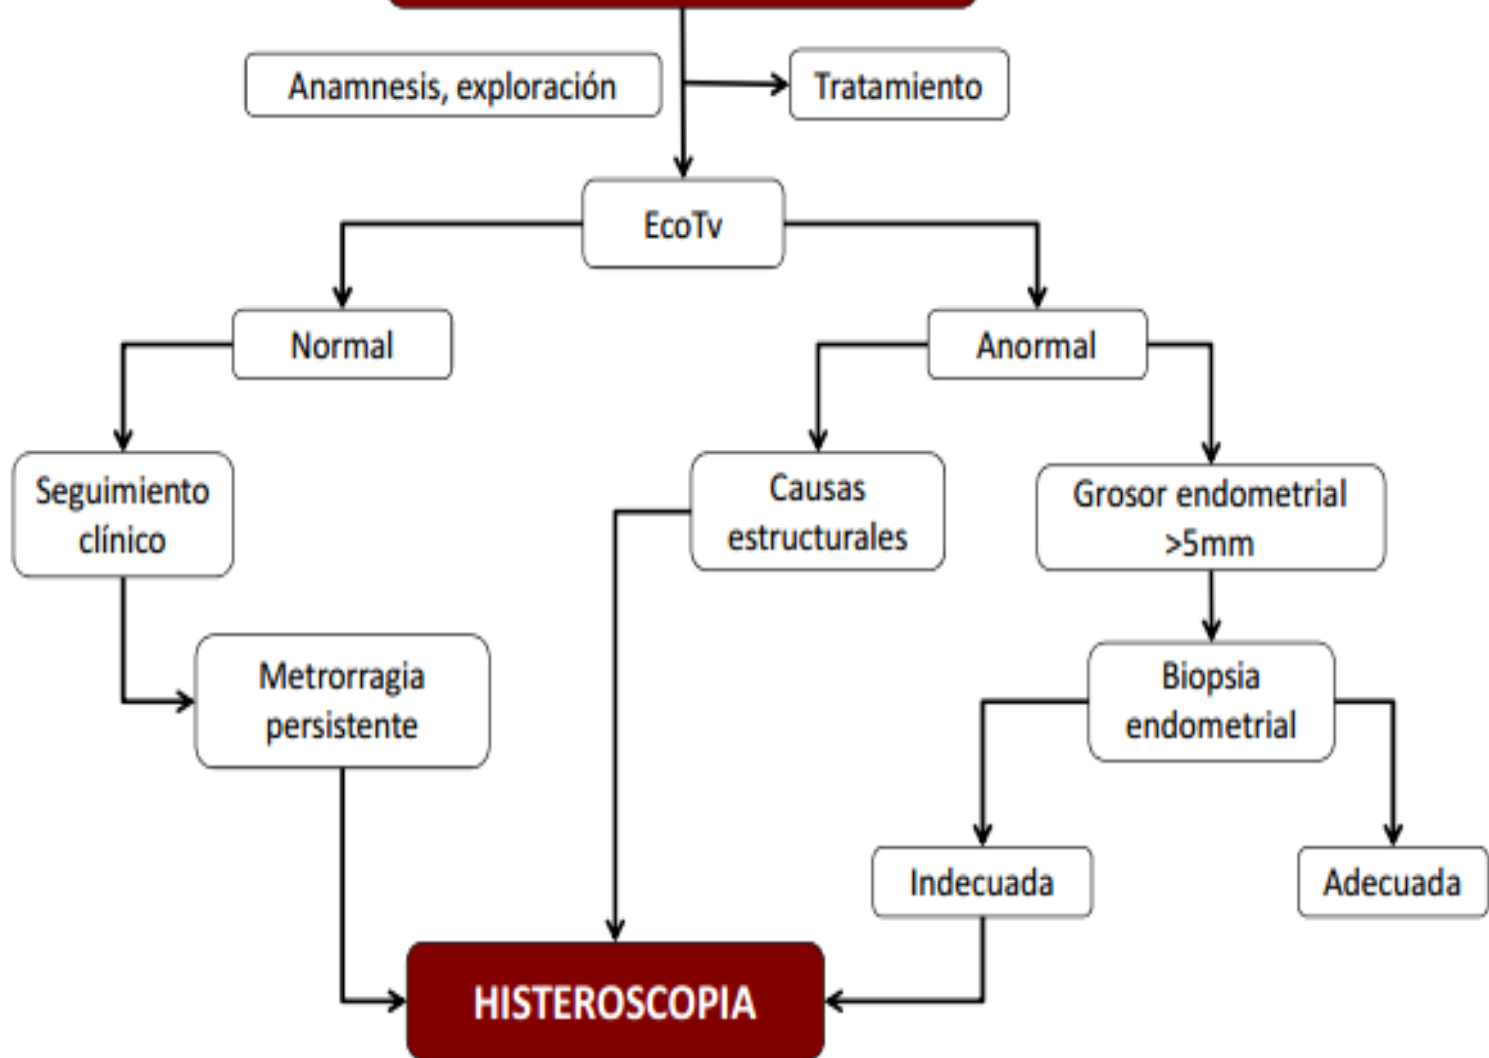 Anamnesis, exploración
Tratamiento
EcoTv
Normal
Anormal
Seguimiento
clínico
Causas
estructurales
Grosor endometrial
>5mm
Metrorragia
persistente
Biopsia
endometrial
Indecuada
Adecuada
HISTEROSCOPIA